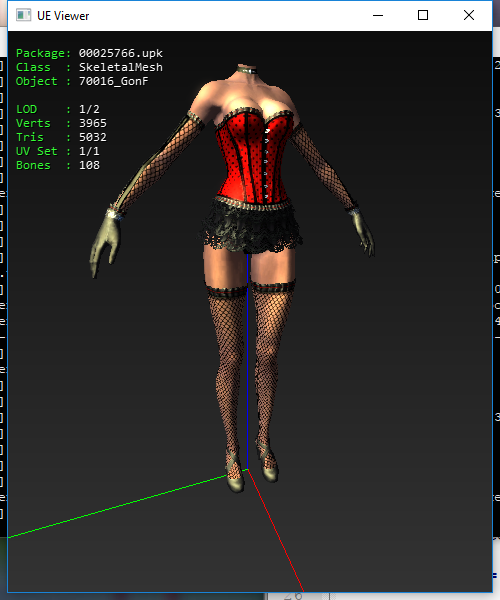 UE Viewer
Package: 00025766.upk
Class : SkeletalMesh
Object : 70016_GonF
LOD : 1/2
Verts : 3965
Tris : 5032
UV Set : 1/1
Bones : 108